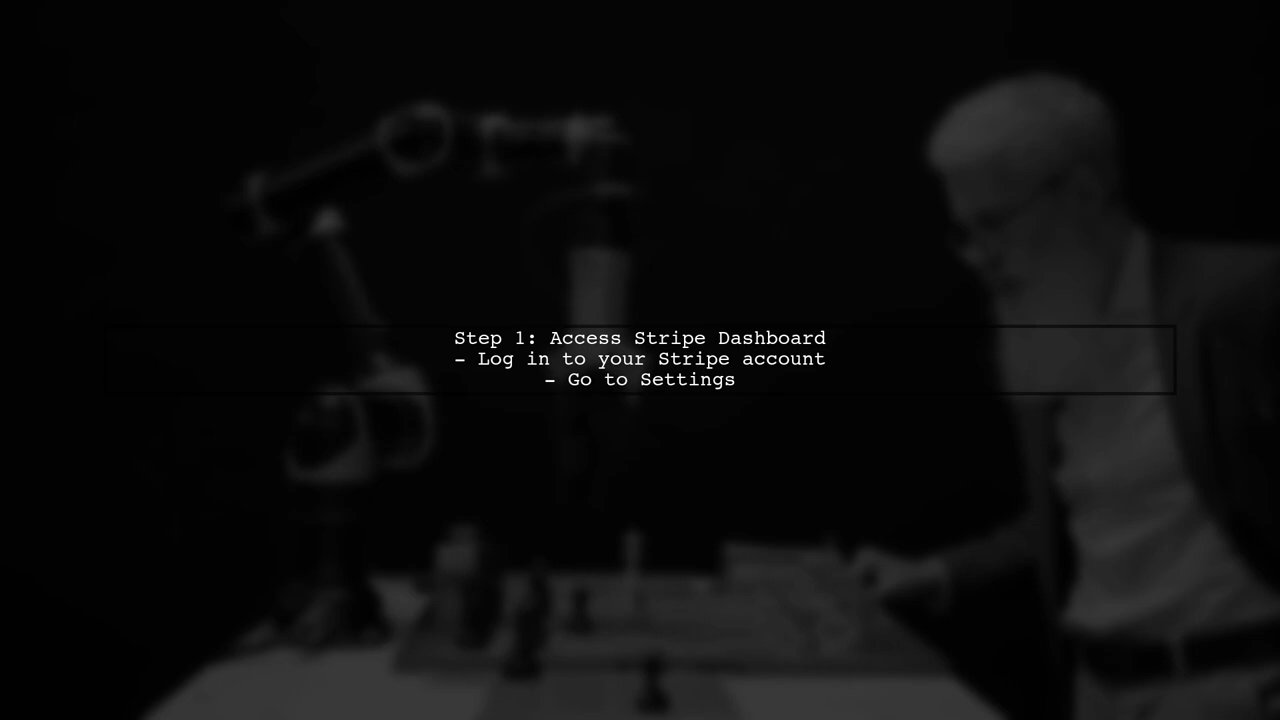 Step 1: Access Stripe Dashboard
- Log in to your Stripe account
- Go to Settings